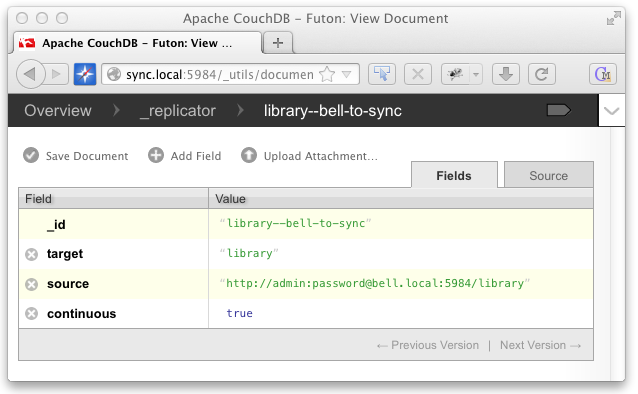 Apache CouchDB – Futon: View Document
Apache CouchDB – Futon: View ...
sync.local:5984/_utils/documen
Overview _replicator library--bell-to-sync
Save Document Add Field Upload Attachment...
Fields Source
Field Value
_id "library--bell-to-sync"
target "library"
source "http://admin:password@bell.local:5984/library"
continuous true
← Previous Version | Next Version →